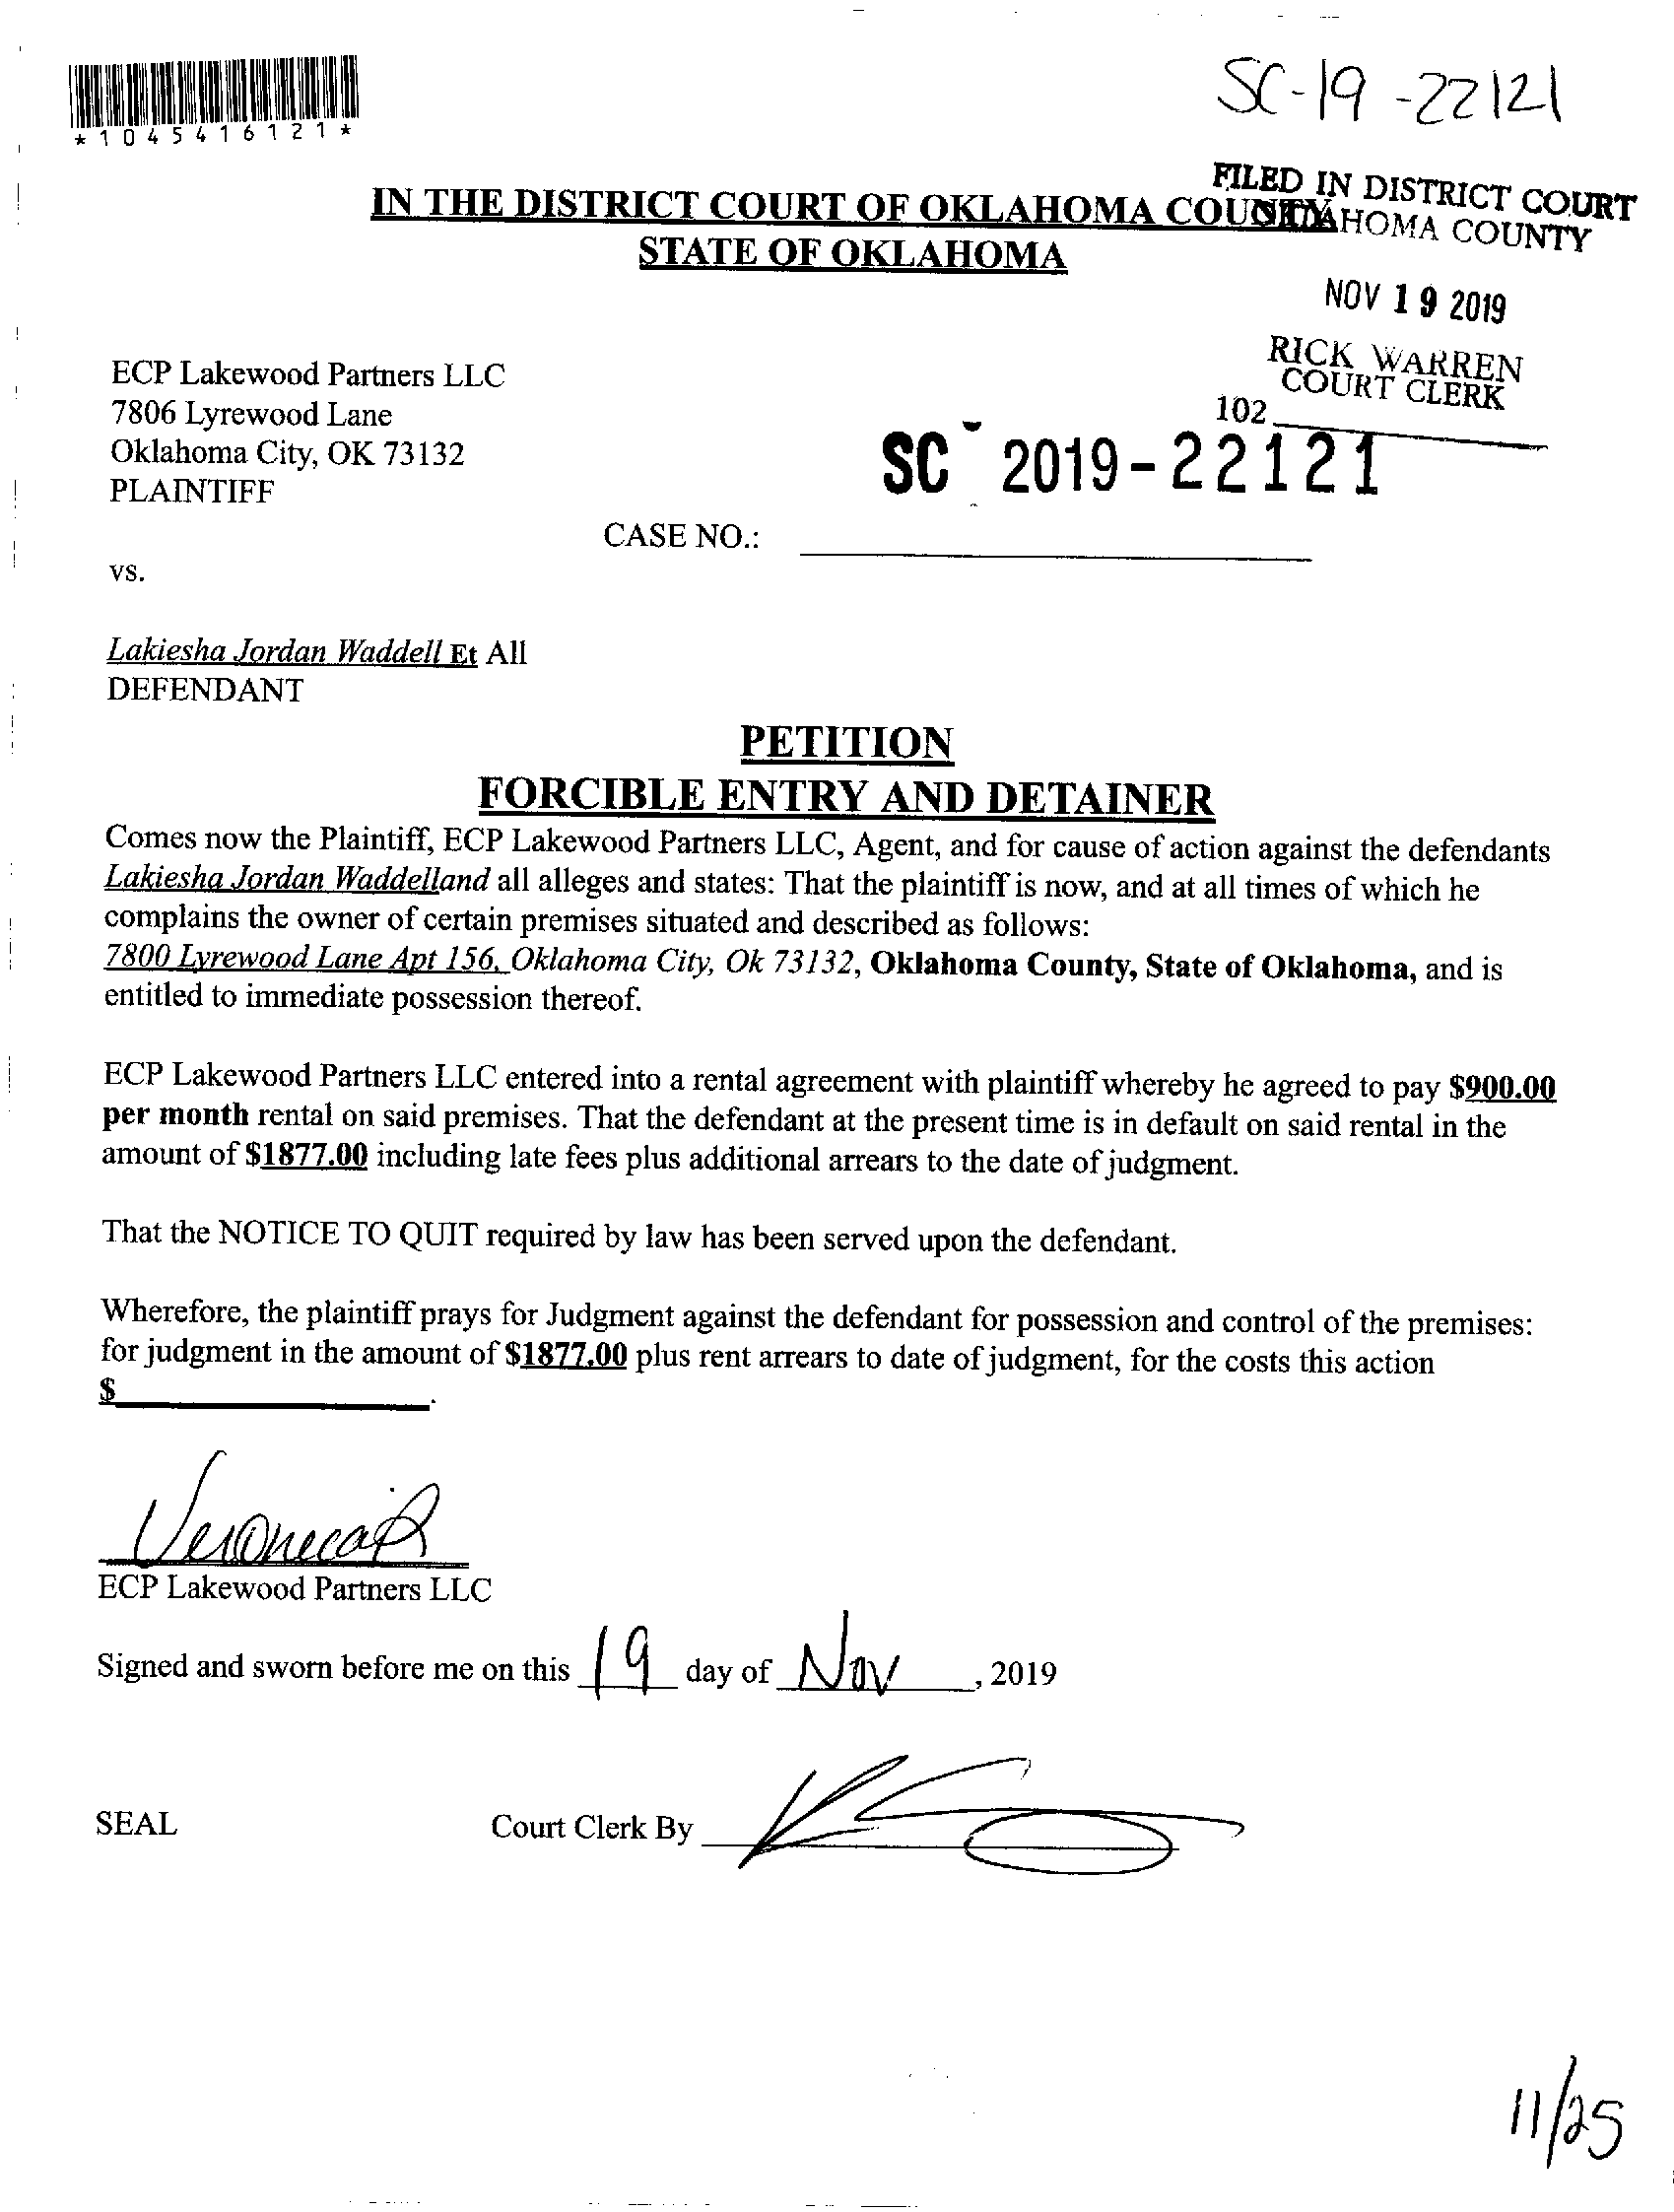 SC-19-22121
*1045416121*
FILED IN DISTRICT COURT
IN THE DISTRICT COURT OF OKLAHOMA COUNTY
OKLAHOMA COUNTY
STATE OF OKLAHOMA
NOV 19 2019
RICK WARREN
COURT CLERK
102
ECP Lakewood Partners LLC
7806 Lyrewood Lane
Oklahoma City, OK 73132
PLAINTIFF
SC - 2019-22121
CASE NO.:
vs.
Lakiesha Jordan Waddell Et All
DEFENDANT
PETITION
FORCIBLE ENTRY AND DETAINER
Comes now the Plaintiff, ECP Lakewood Partners LLC, Agent, and for cause of action against the defendants
Lakiesha Jordan Waddelland all alleges and states: That the plaintiff is now, and at all times of which he
complains the owner of certain premises situated and described as follows:
7800 Lyrewood Lane Apt 156, Oklahoma City, Ok 73132, Oklahoma County, State of Oklahoma, and is
entitled to immediate possession thereof.
ECP Lakewood Partners LLC entered into a rental agreement with plaintiff whereby he agreed to pay $900.00
per month rental on said premises. That the defendant at the present time is in default on said rental in the
amount of $1877.00 including late fees plus additional arrears to the date of judgment.
That the NOTICE TO QUIT required by law has been served upon the defendant.
Wherefore, the plaintiff prays for Judgment against the defendant for possession and control of the premises:
for judgment in the amount of $1877.00 plus rent arrears to date of judgment, for the costs this action
$__________.
Veroneca R
ECP Lakewood Partners LLC
Signed and sworn before me on this 19 day of Nov, 2019
SEAL Court Clerk By
11/25